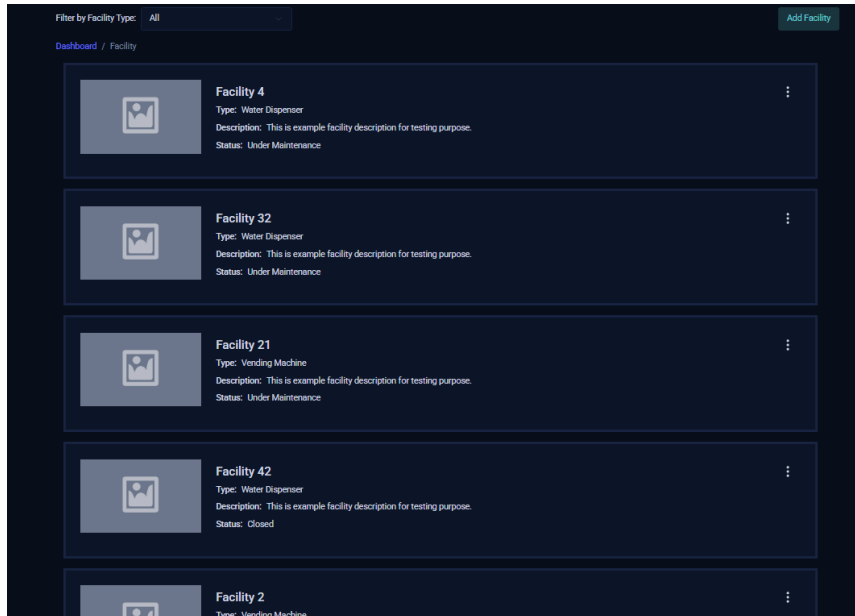 Filter by Facility Type: All
Add Facility
Dashboard / Facility
Facility 4
Type: Water Dispenser
Description: This is example facility description for testing purpose.
Status: Under Maintenance
Facility 32
Type: Water Dispenser
Description: This is example facility description for testing purpose.
Status: Under Maintenance
Facility 21
Type: Vending Machine
Description: This is example facility description for testing purpose.
Status: Under Maintenance
Facility 42
Type: Water Dispenser
Description: This is example facility description for testing purpose.
Status: Closed
Facility 2
Type: Vending Machine